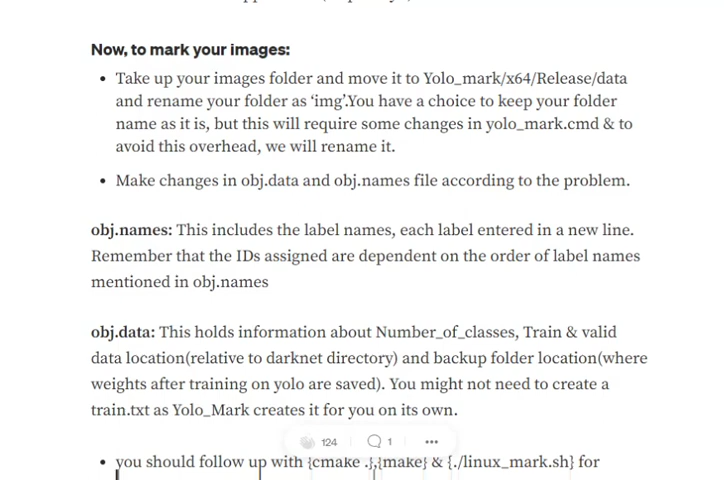 Now, to mark your images:
• Take up your images folder and move it to Yolo_mark/x64/Release/data
and rename your folder as ‘img’.You have a choice to keep your folder
name as it is, but this will require some changes in yolo_mark.cmd & to
avoid this overhead, we will rename it.
• Make changes in obj.data and obj.names file according to the problem.
obj.names: This includes the label names, each label entered in a new line.
Remember that the IDs assigned are dependent on the order of label names
mentioned in obj.names
obj.data: This holds information about Number_of_classes, Train & valid
data location(relative to darknet directory) and backup folder location(where
weights after training on yolo are saved). You might not need to create a
train.txt as Yolo_Mark creates it for you on its own.
124 1
• you should follow up with {cmake .},{make} & {./linux_mark.sh} for